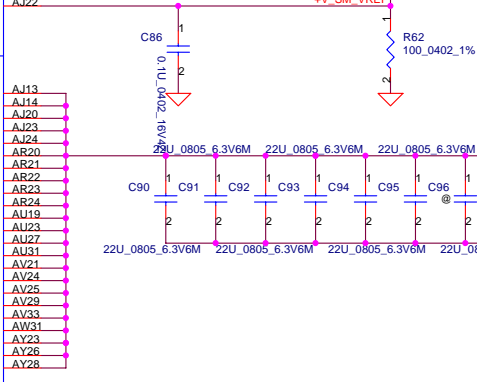 AJ22
+V_SM_VREF
C86
1
2
0.1U_0402_16V4Z
1
2
R62
100_0402_1%
AJ13
AJ14
AJ20
AJ23
AJ24
AR20
AR21
AR22
AR23
AR24
AU19
AU23
AU27
AU31
AV21
AV24
AV25
AV29
AV33
AW31
AY23
AY26
AY28
22U_0805_6.3V6M 22U_0805_6.3V6M 22U_0805_6.3V6M
1 1 1 1 1 1 1
C90 C91 C92 C93 C94 C95 C96 @
2 2 2 2 2 2 2
22U_0805_6.3V6M 22U_0805_6.3V6M 22U_0805_6.3V6M 22U_08